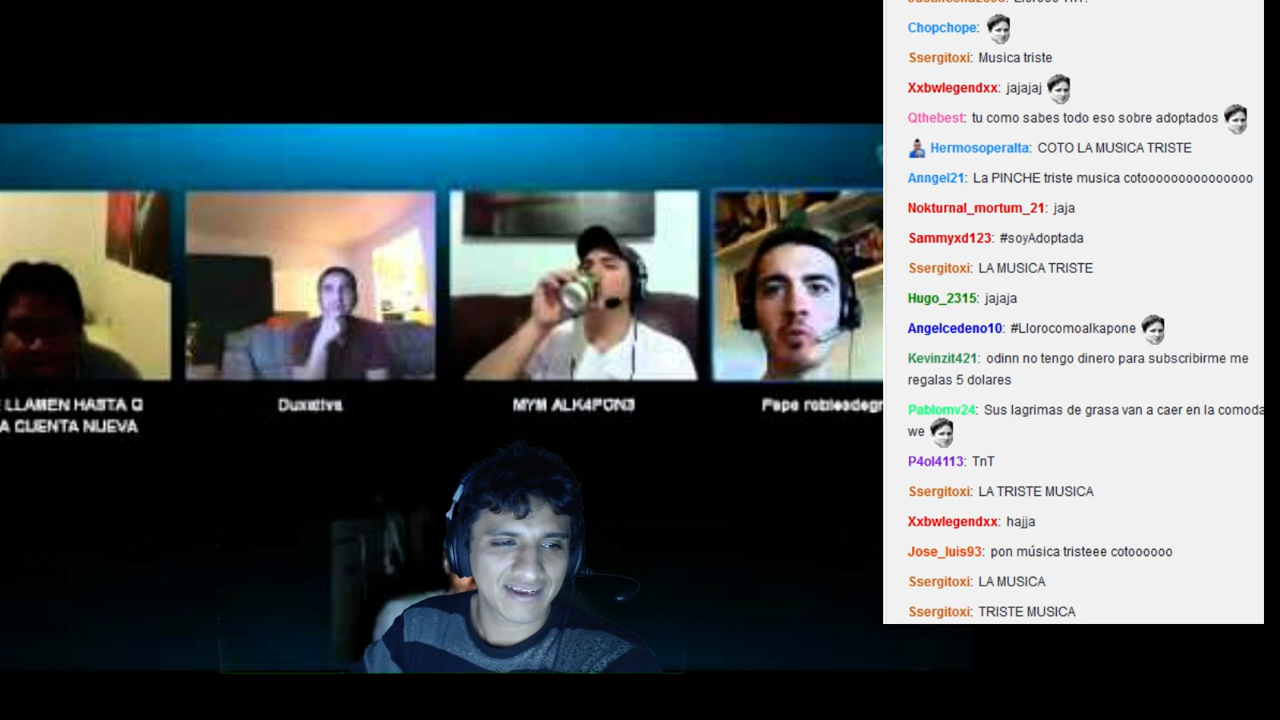 LLAMEN HASTA Q
A CUENTA NUEVA
Duxativa
MYM ALK4PON3
Pepe roblesdegr
Chopchope:
Ssergitoxi: Musica triste
Xxbwlegendxx: jajajaj
Qthebest: tu como sabes todo eso sobre adoptados
Hermosoperalta: COTO LA MUSICA TRISTE
Anngel21: La PINCHE triste musica cotooooooooooooooo
Nokturnal_mortum_21: jaja
Sammyxd123: #soyAdoptada
Ssergitoxi: LA MUSICA TRISTE
Hugo_2315: jajaja
Angelcedeno10: #Llorocomoalkapone
Kevinzit421: odinn no tengo dinero para subscribirme me
regalas 5 dolares
Pablomv24: Sus lagrimas de grasa van a caer en la comoda
we
P4ol4113: TnT
Ssergitoxi: LA TRISTE MUSICA
Xxbwlegendxx: hajja
Jose_luis93: pon música tristeee cotoooooo
Ssergitoxi: LA MUSICA
Ssergitoxi: TRISTE MUSICA